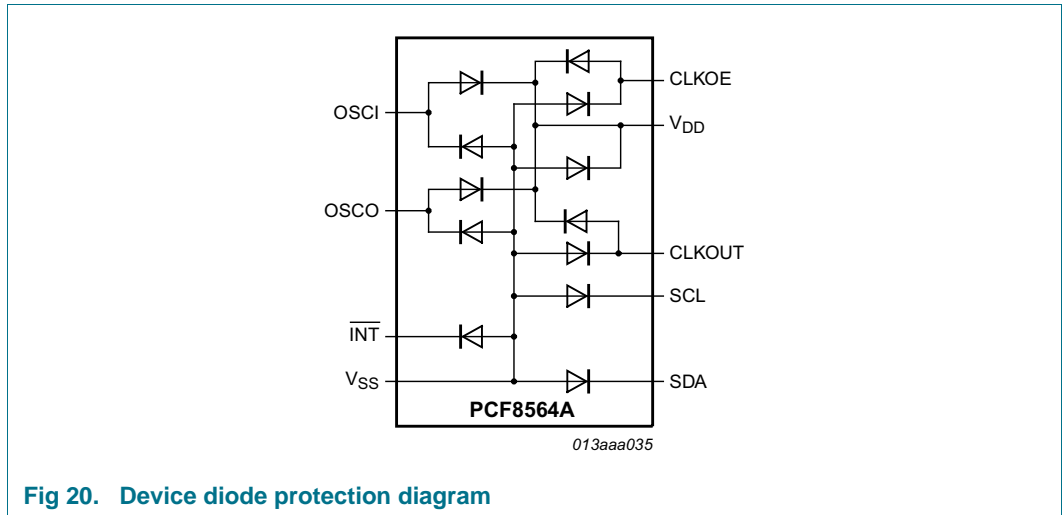 CLKOE
OSCI
VDD
OSCO
CLKOUT
SCL
INT
VSS
SDA
PCF8564A
013aaa035
Fig 20. Device diode protection diagram